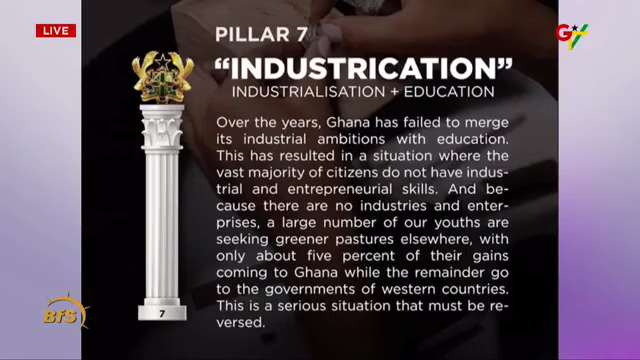 LIVE
GTV
PILLAR 7
“INDUSTRICATION”
INDUSTRIALISATION + EDUCATION
Over the years, Ghana has failed to merge
its industrial ambitions with education.
This has resulted in a situation where the
vast majority of citizens do not have indus-
trial and entrepreneurial skills. And be-
cause there are no industries and enter-
prises, a large number of our youths are
seeking greener pastures elsewhere, with
only about five percent of their gains
coming to Ghana while the remainder go
to the governments of western countries.
This is a serious situation that must be re-
versed.
7
BFS